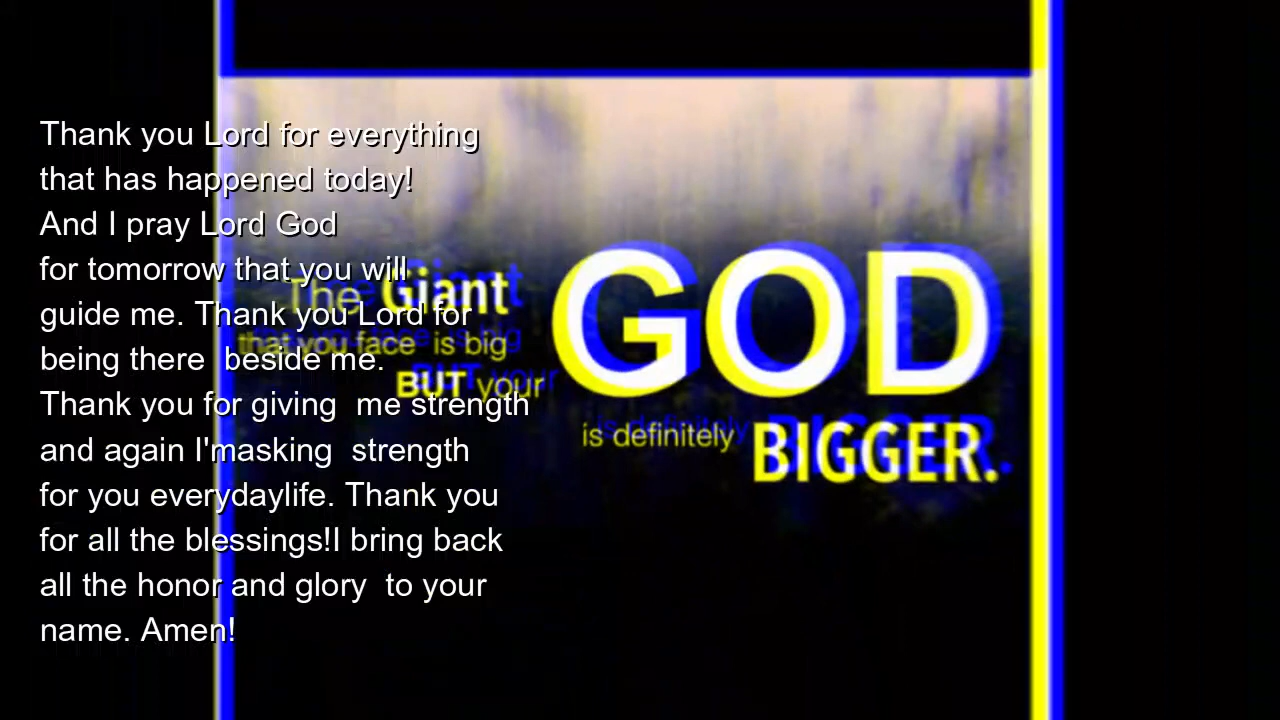 Thank you Lord for everything
that has happened today!
And I pray Lord God
for tomorrow that you will
guide me. Thank you Lord for
being there  beside me.
Thank you for giving  me strength
and again I'masking  strength
for you everydaylife. Thank you
for all the blessings!I bring back
all the honor and glory  to your
name. Amen!
The Giant
that you face is big
BUT your
GOD
is definitely BIGGER.